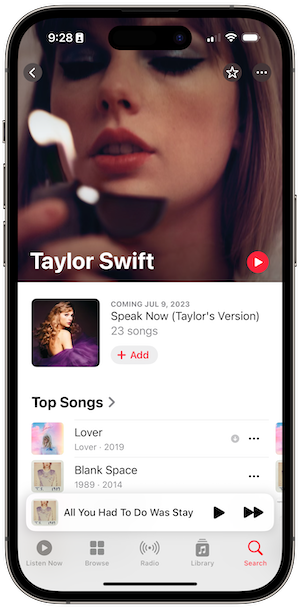 9:28
Taylor Swift
COMING JUL 9, 2023
Speak Now (Taylor's Version)
23 songs
+ Add
Top Songs >
Lover
Lover · 2019
Blank Space
1989 · 2014
All You Had To Do Was Stay
Listen Now
Browse
Radio
Library
Search